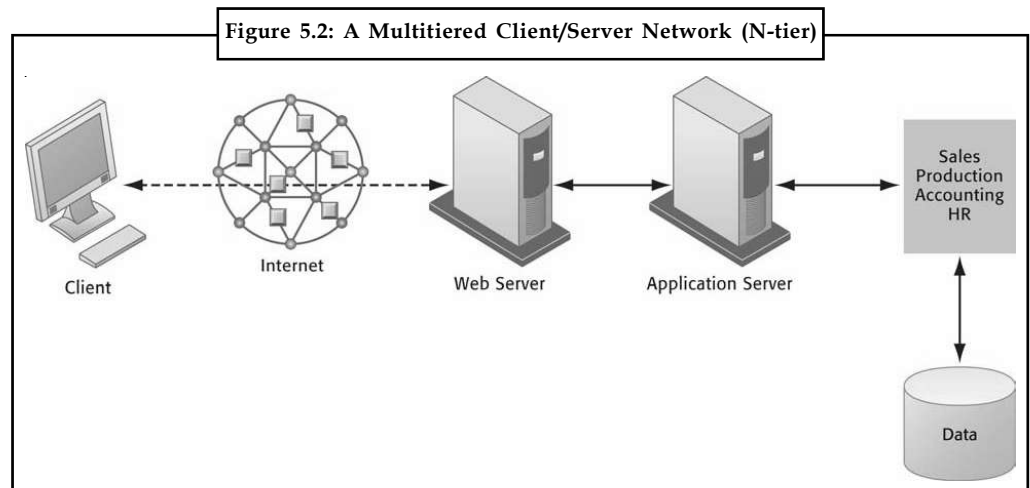 Figure 5.2: A Multitiered Client/Server Network (N-tier)
Client
Internet
Web Server
Application Server
Sales
Production
Accounting
HR
Data